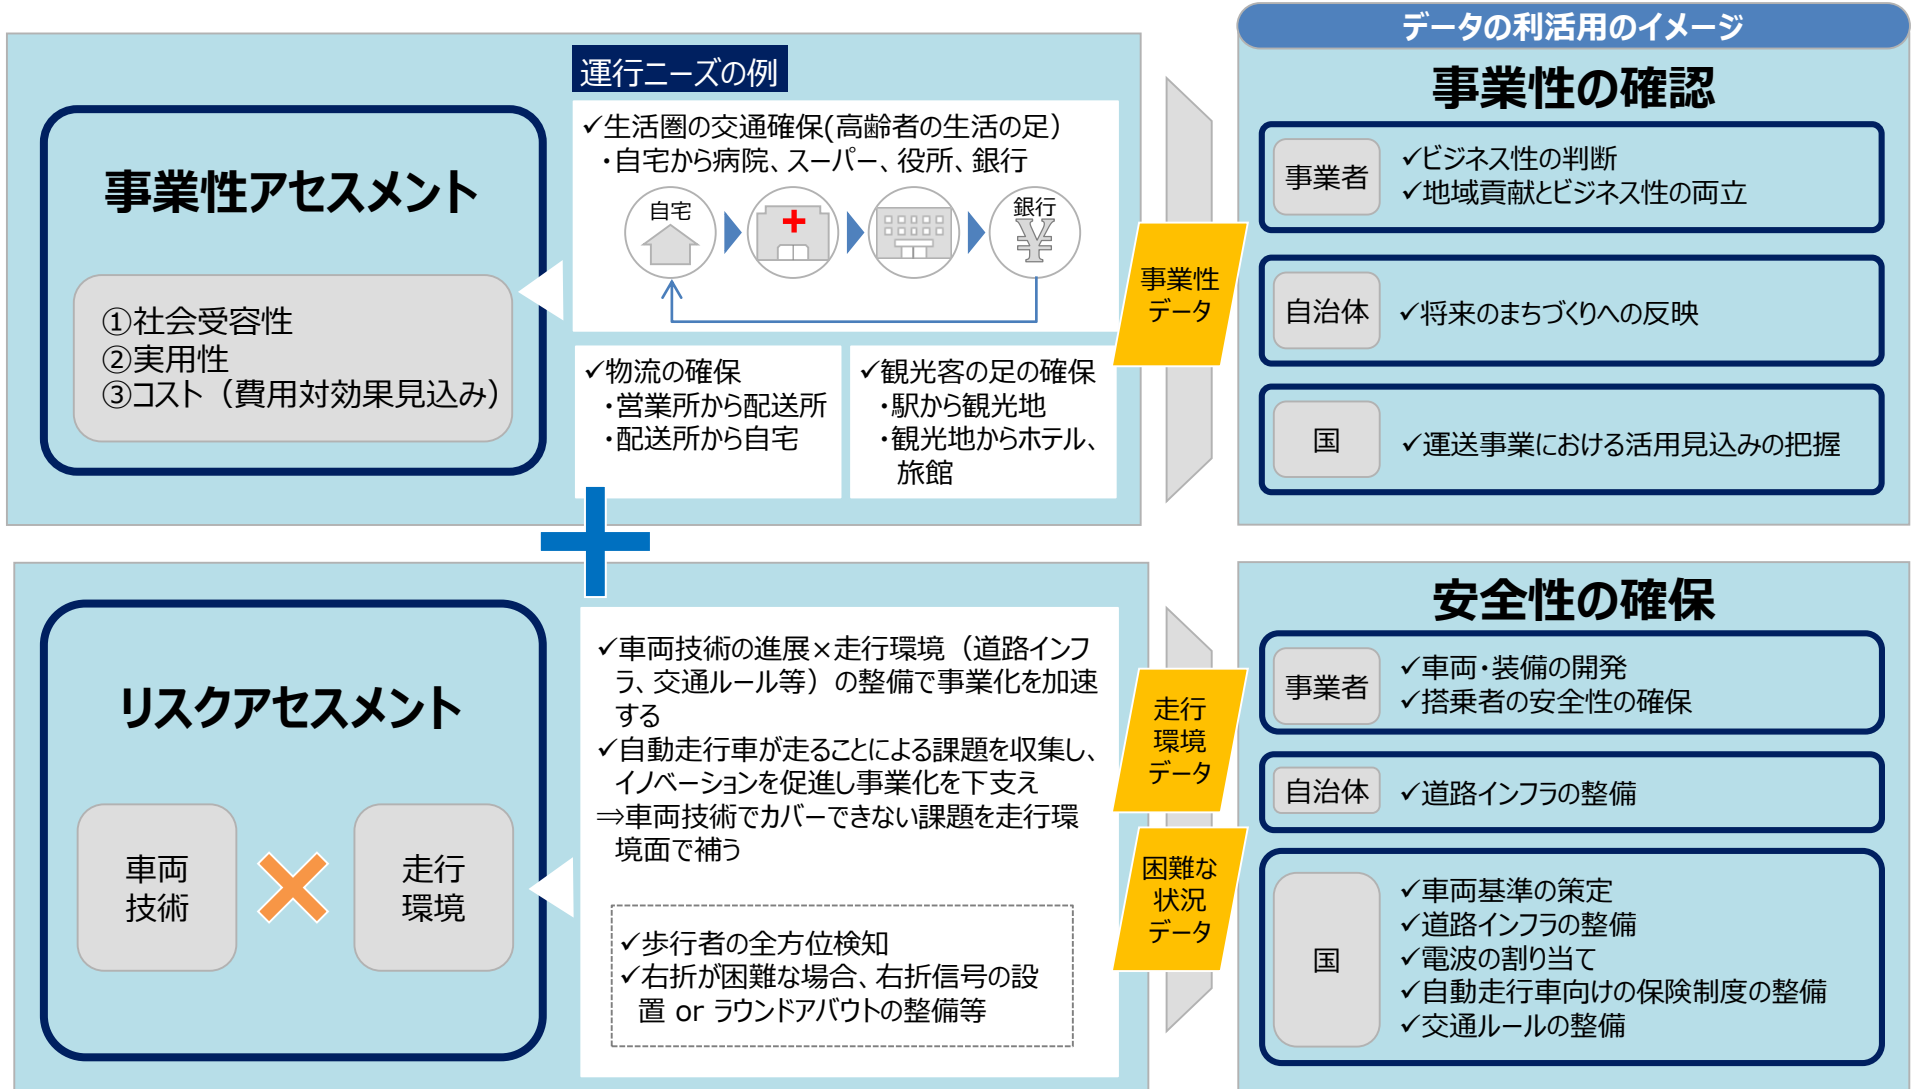 データの利活用のイメージ
運行ニーズの例
事業性アセスメント
①社会受容性
②実用性
③コスト（費用対効果見込み）
✓生活圏の交通確保(高齢者の生活の足）
・自宅から病院、スーパー、役所、銀行
自宅
銀行
¥
✓物流の確保
・営業所から配送所
・配送所から自宅
✓観光客の足の確保
・駅から観光地
・観光地からホテル、
旅館
事業性
データ
事業性の確認
事業者
✓ビジネス性の判断
✓地域貢献とビジネス性の両立
自治体
✓将来のまちづくりへの反映
国
✓運送事業における活用見込みの把握
リスクアセスメント
車両
技術
走行
環境
✓車両技術の進展×走行環境（道路インフ
ラ、交通ルール等）の整備で事業化を加速
する
✓自動走行車が走ることによる課題を収集し、
イノベーションを促進し事業化を下支え
⇒車両技術でカバーできない課題を走行環
境面で補う
✓歩行者の全方位検知
✓右折が困難な場合、右折信号の設
置 or ラウンドアバウトの整備等
走行
環境
データ
困難な
状況
データ
安全性の確保
事業者
✓車両・装備の開発
✓搭乗者の安全性の確保
自治体
✓道路インフラの整備
国
✓車両基準の策定
✓道路インフラの整備
✓電波の割り当て
✓自動走行車向けの保険制度の整備
✓交通ルールの整備